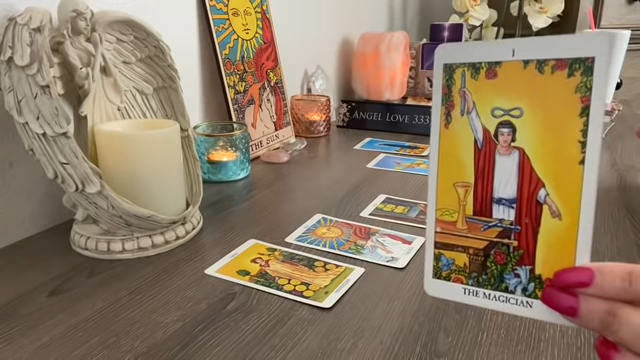 THE SUN.
ANGEL LOVE 333
I
THE MAGICIAN